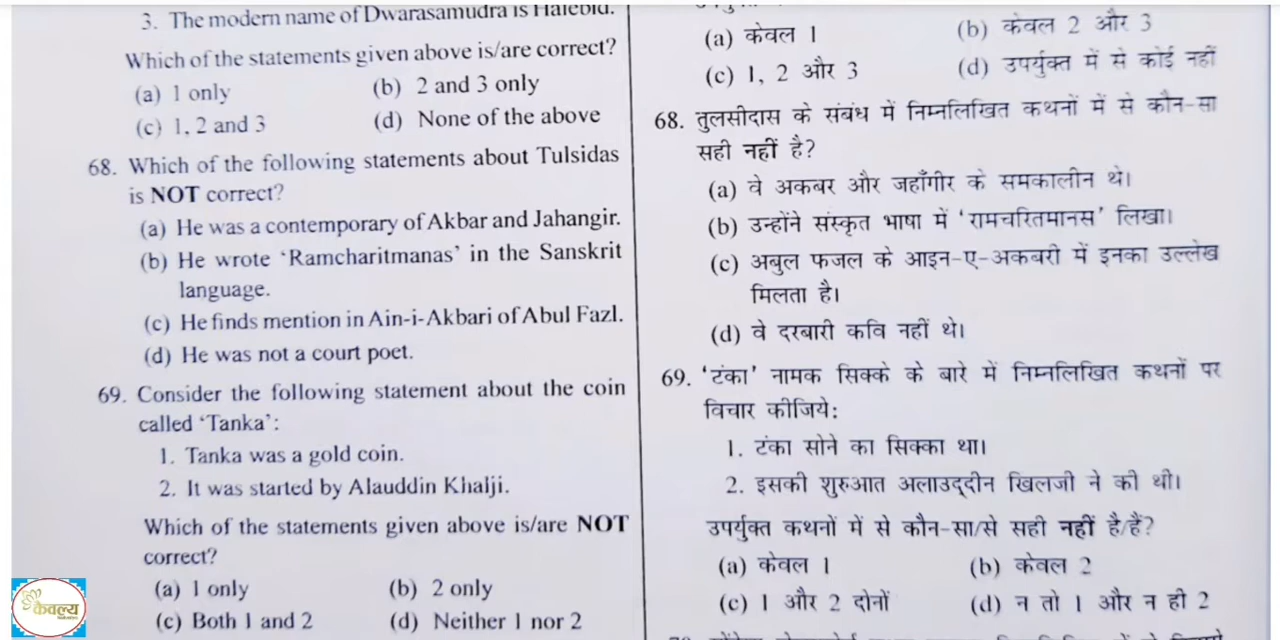 3. The modern name of Dwarasamudra is Halebid.
Which of the statements given above is/are correct?
(a) 1 only (b) 2 and 3 only
(c) 1, 2 and 3 (d) None of the above
68. Which of the following statements about Tulsidas
is NOT correct?
(a) He was a contemporary of Akbar and Jahangir.
(b) He wrote ‘Ramcharitmanas’ in the Sanskrit
language.
(c) He finds mention in Ain-i-Akbari of Abul Fazl.
(d) He was not a court poet.
69. Consider the following statement about the coin
called ‘Tanka’:
1. Tanka was a gold coin.
2. It was started by Alauddin Khalji.
Which of the statements given above is/are NOT
correct?
(a) 1 only (b) 2 only
(c) Both 1 and 2 (d) Neither 1 nor 2
(a) केवल 1 (b) केवल 2 और 3
(c) 1, 2 और 3 (d) उपर्युक्त में से कोई नहीं
68. तुलसीदास के संबंध में निम्नलिखित कथनों में से कौन-सा
सही नहीं है?
(a) वे अकबर और जहाँगीर के समकालीन थे।
(b) उन्होंने संस्कृत भाषा में ‘रामचरितमानस’ लिखा।
(c) अबुल फजल के आइन-ए-अकबरी में इनका उल्लेख
मिलता है।
(d) वे दरबारी कवि नहीं थे।
69. ‘टंका’ नामक सिक्के के बारे में निम्नलिखित कथनों पर
विचार कीजिये:
1. टंका सोने का सिक्का था।
2. इसकी शुरुआत अलाउद्दीन खिलजी ने की थी।
उपर्युक्त कथनों में से कौन-सा/से सही नहीं है/हैं?
(a) केवल 1 (b) केवल 2
(c) 1 और 2 दोनों (d) न तो 1 और न ही 2
कैवल्य